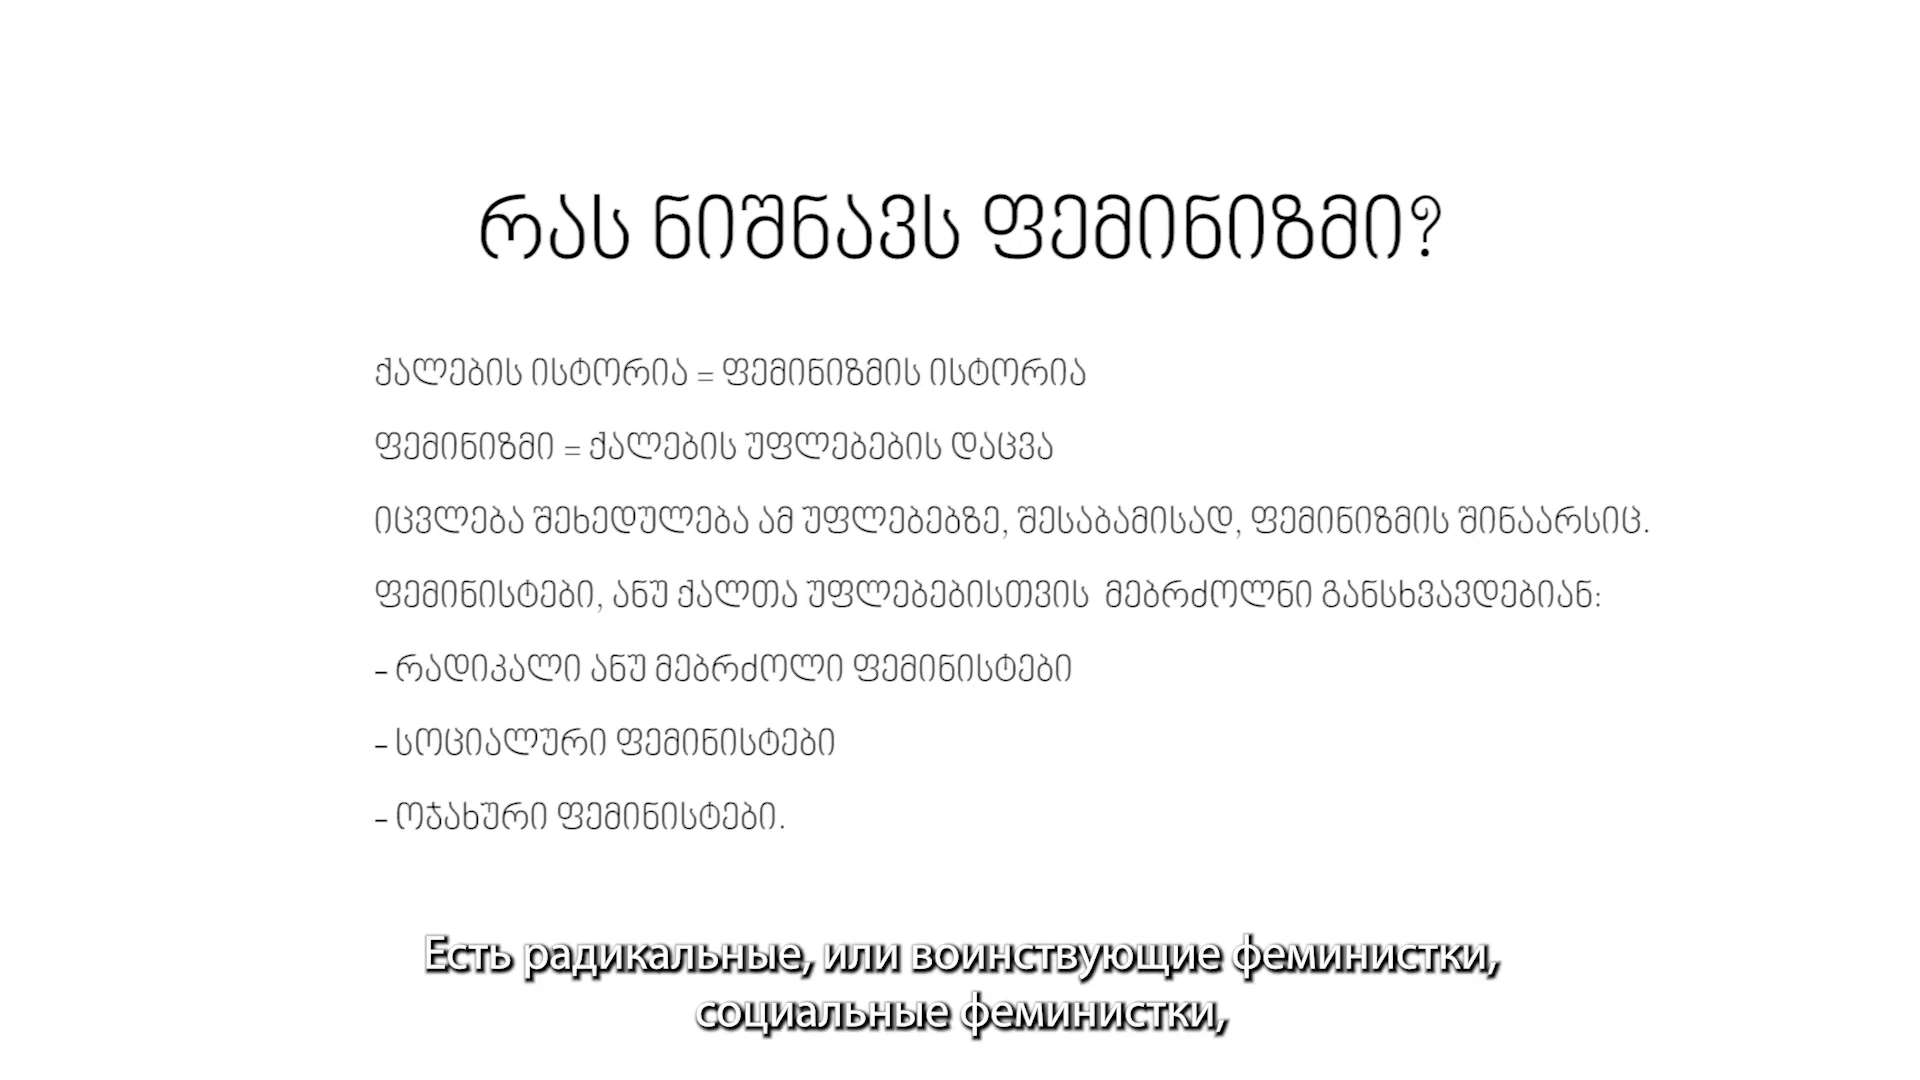 რას ნიშნავს ფემინიზმი?
ქალების ისტორია = ფემინიზმის ისტორია
ფემინიზმი = ქალების უფლებების დაცვა
იცვლება შეხედულება ამ უფლებებზე, შესაბამისად, ფემინიზმის შინაარსიც.
ფემინისტები, ანუ ქალთა უფლებებისთვის მებრძოლნი განსხვავდებიან:
– რადიკალი ანუ მებრძოლი ფემინისტები
– სოციალური ფემინისტები
– ოჯახური ფემინისტები.
Есть радикальные, или воинствующие феминистки,
социальные феминистки,